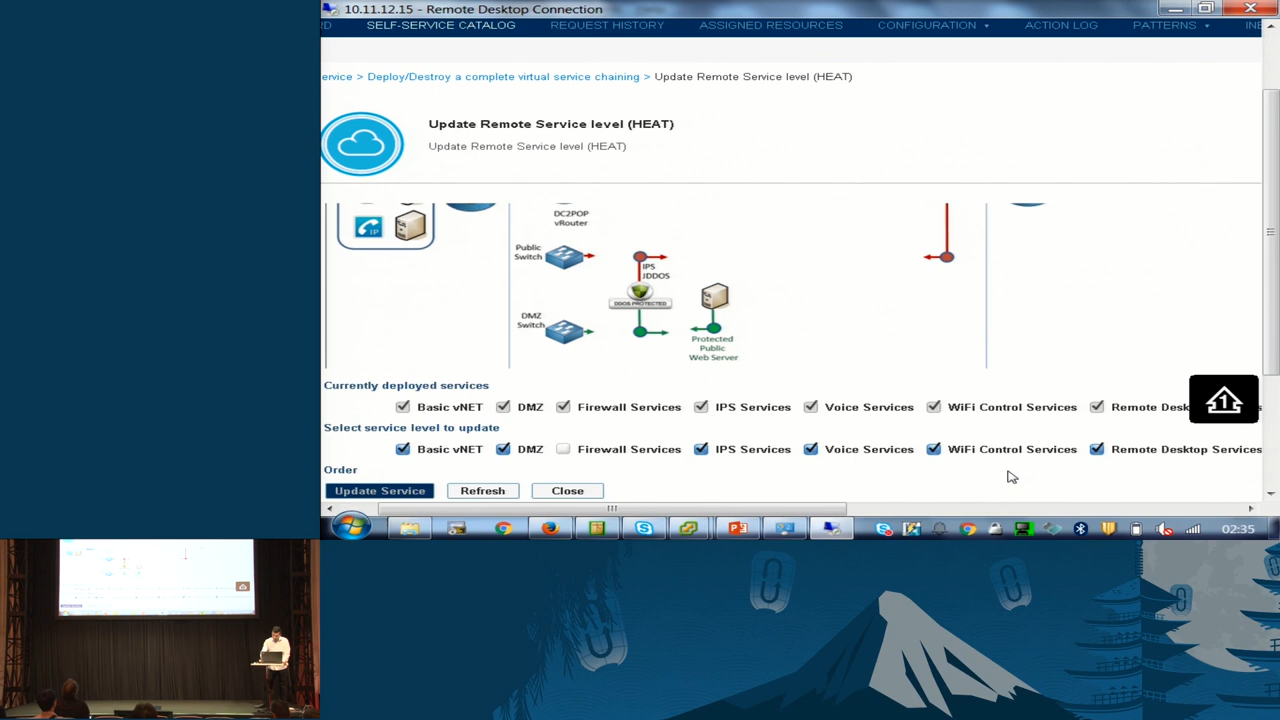 10.11.12.15 - Remote Desktop Connection
SELF-SERVICE CATALOG REQUEST HISTORY ASSIGNED RESOURCES CONFIGURATION ACTION LOG PATTERNS
ervice > Deploy/Destroy a complete virtual service chaining > Update Remote Service level (HEAT)
Update Remote Service level (HEAT)
Update Remote Service level (HEAT)
DC2POP
vRouter
IP
Public
Switch
IPS
JDDOS
DDOS PROTECTED
DMZ
Switch
Protected
Public
Web Server
Currently deployed services
Basic vNET DMZ Firewall Services IPS Services Voice Services WiFi Control Services Remote Desk
Select service level to update
Basic vNET DMZ Firewall Services IPS Services Voice Services WiFi Control Services Remote Desktop Services
Order
Update Service Refresh Close
02:35